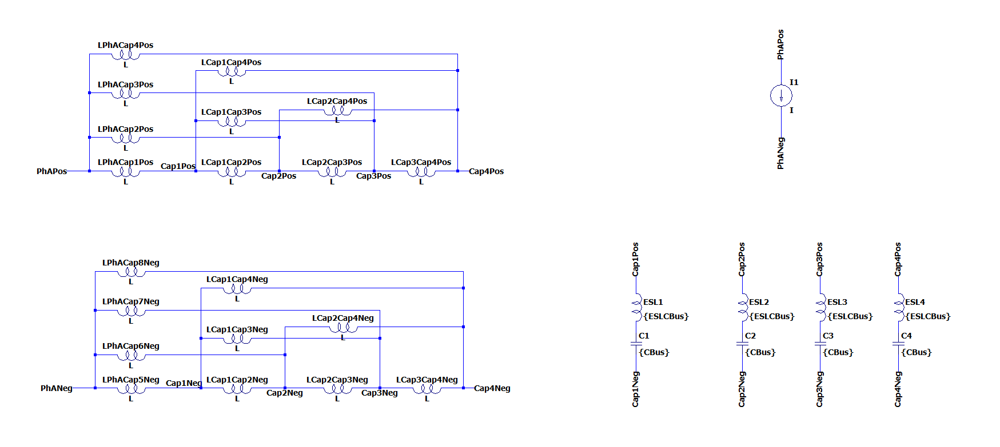 LPhACap4Pos
L
LCap1Cap4Pos
L
LPhACap3Pos
L
LCap2Cap4Pos
L
LCap1Cap3Pos
L
LPhACap2Pos
L
LPhACap1Pos
L
LCap1Cap2Pos
L
LCap2Cap3Pos
L
LCap3Cap4Pos
L
PhAPos
Cap1Pos
Cap2Pos
Cap3Pos
Cap4Pos
PhAPos
I1
I
PhANeg
LPhACap8Neg
L
LCap1Cap4Neg
L
LPhACap7Neg
L
LCap2Cap4Neg
L
LCap1Cap3Neg
L
LPhACap6Neg
L
LPhACap5Neg
L
LCap1Cap2Neg
L
LCap2Cap3Neg
L
LCap3Cap4Neg
L
PhANeg
Cap1Neg
Cap2Neg
Cap3Neg
Cap4Neg
Cap1Pos
ESL1
{ESLCBus}
C1
{CBus}
Cap1Neg
Cap2Pos
ESL2
{ESLCBus}
C2
{CBus}
Cap2Neg
Cap3Pos
ESL3
{ESLCBus}
C3
{CBus}
Cap3Neg
Cap4Pos
ESL4
{ESLCBus}
C4
{CBus}
Cap4Neg